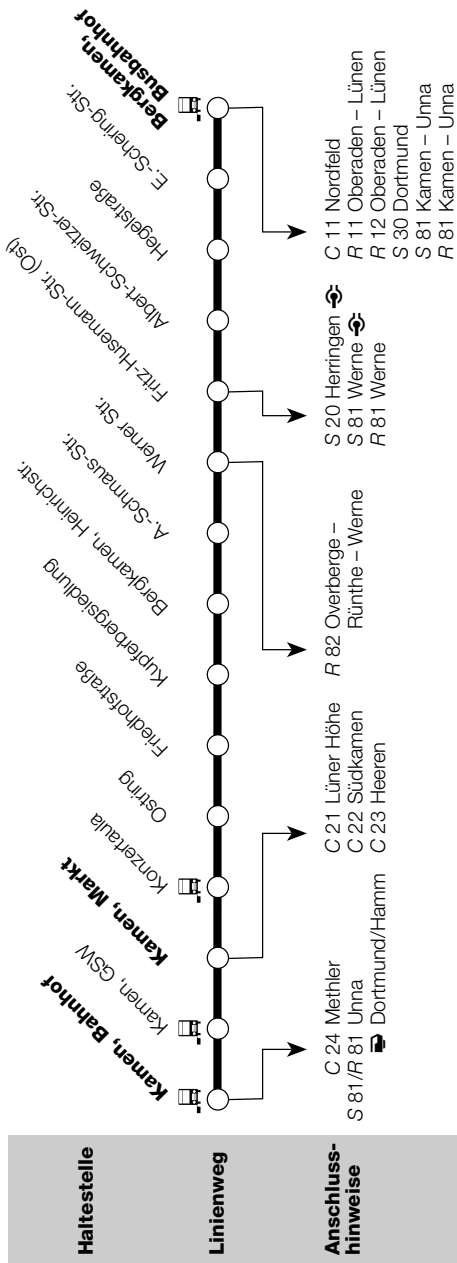 Haltestelle
Kamen, Bahnhof
Kamen, GSW
Kamen, Markt
Konzertaula
Ostring
Friedhofstraße
Kupferbergsiedlung
Bergkamen, Heinrichstr.
A.-Schmaus-Str.
Werner Str.
Fritz-Husemann-Str. (Ost)
Albert-Schweitzer-Str.
Hegelstraße
E.-Schering-Str.
Bergkamen,
Busbahnhof
Linienweg
Anschluss-
hinweise
C 24 Methler
S 81/R 81 Unna
Dortmund/Hamm
C 21 Lüner Höhe
C 22 Südkamen
C 23 Heeren
R 82 Overberge –
Rünthe – Werne
S 20 Herringen
S 81 Werne
R 81 Werne
C 11 Nordfeld
R 11 Oberaden – Lünen
R 12 Oberaden – Lünen
S 30 Dortmund
S 81 Kamen – Unna
R 81 Kamen – Unna